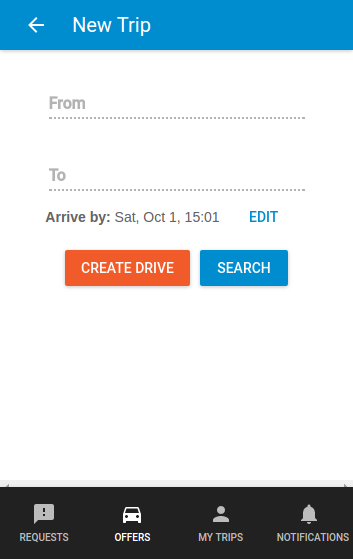 New Trip
From
To
Arrive by: Sat, Oct 1, 15:01 EDIT
CREATE DRIVE SEARCH
REQUESTS OFFERS MY TRIPS NOTIFICATIONS